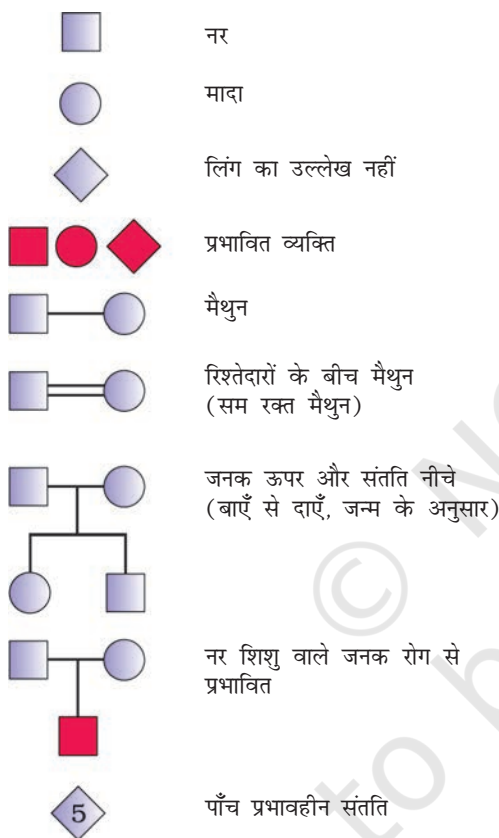 नर
मादा
लिंग का उल्लेख नहीं
प्रभावित व्यक्ति
मैथुन
रिश्तेदारों के बीच मैथुन
(सम रक्त मैथुन)
जनक ऊपर और संतति नीचे
(बाएँ से दाएँ, जन्म के अनुसार)
नर शिशु वाले जनक रोग से
प्रभावित
5 पाँच प्रभावहीन संतति